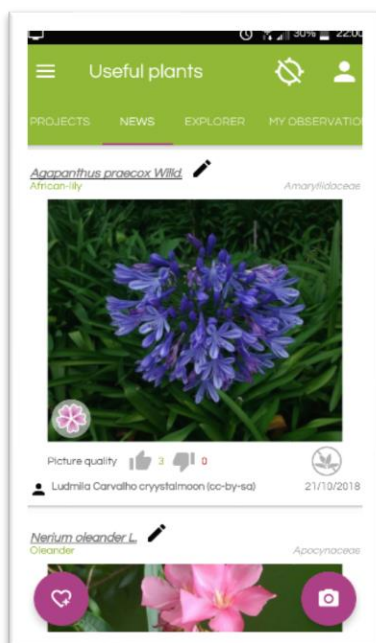 30% 22:00
Useful plants
PROJECTS NEWS EXPLORER MY OBSERVATIO
Agapanthus praecox Willd.
African-lily Amaryllidaceae
Picture quality 3 0
Ludmila Carvalho cryystalmoon (cc-by-sa) 21/10/2018
Nerium oleander L.
Oleander Apocynaceae